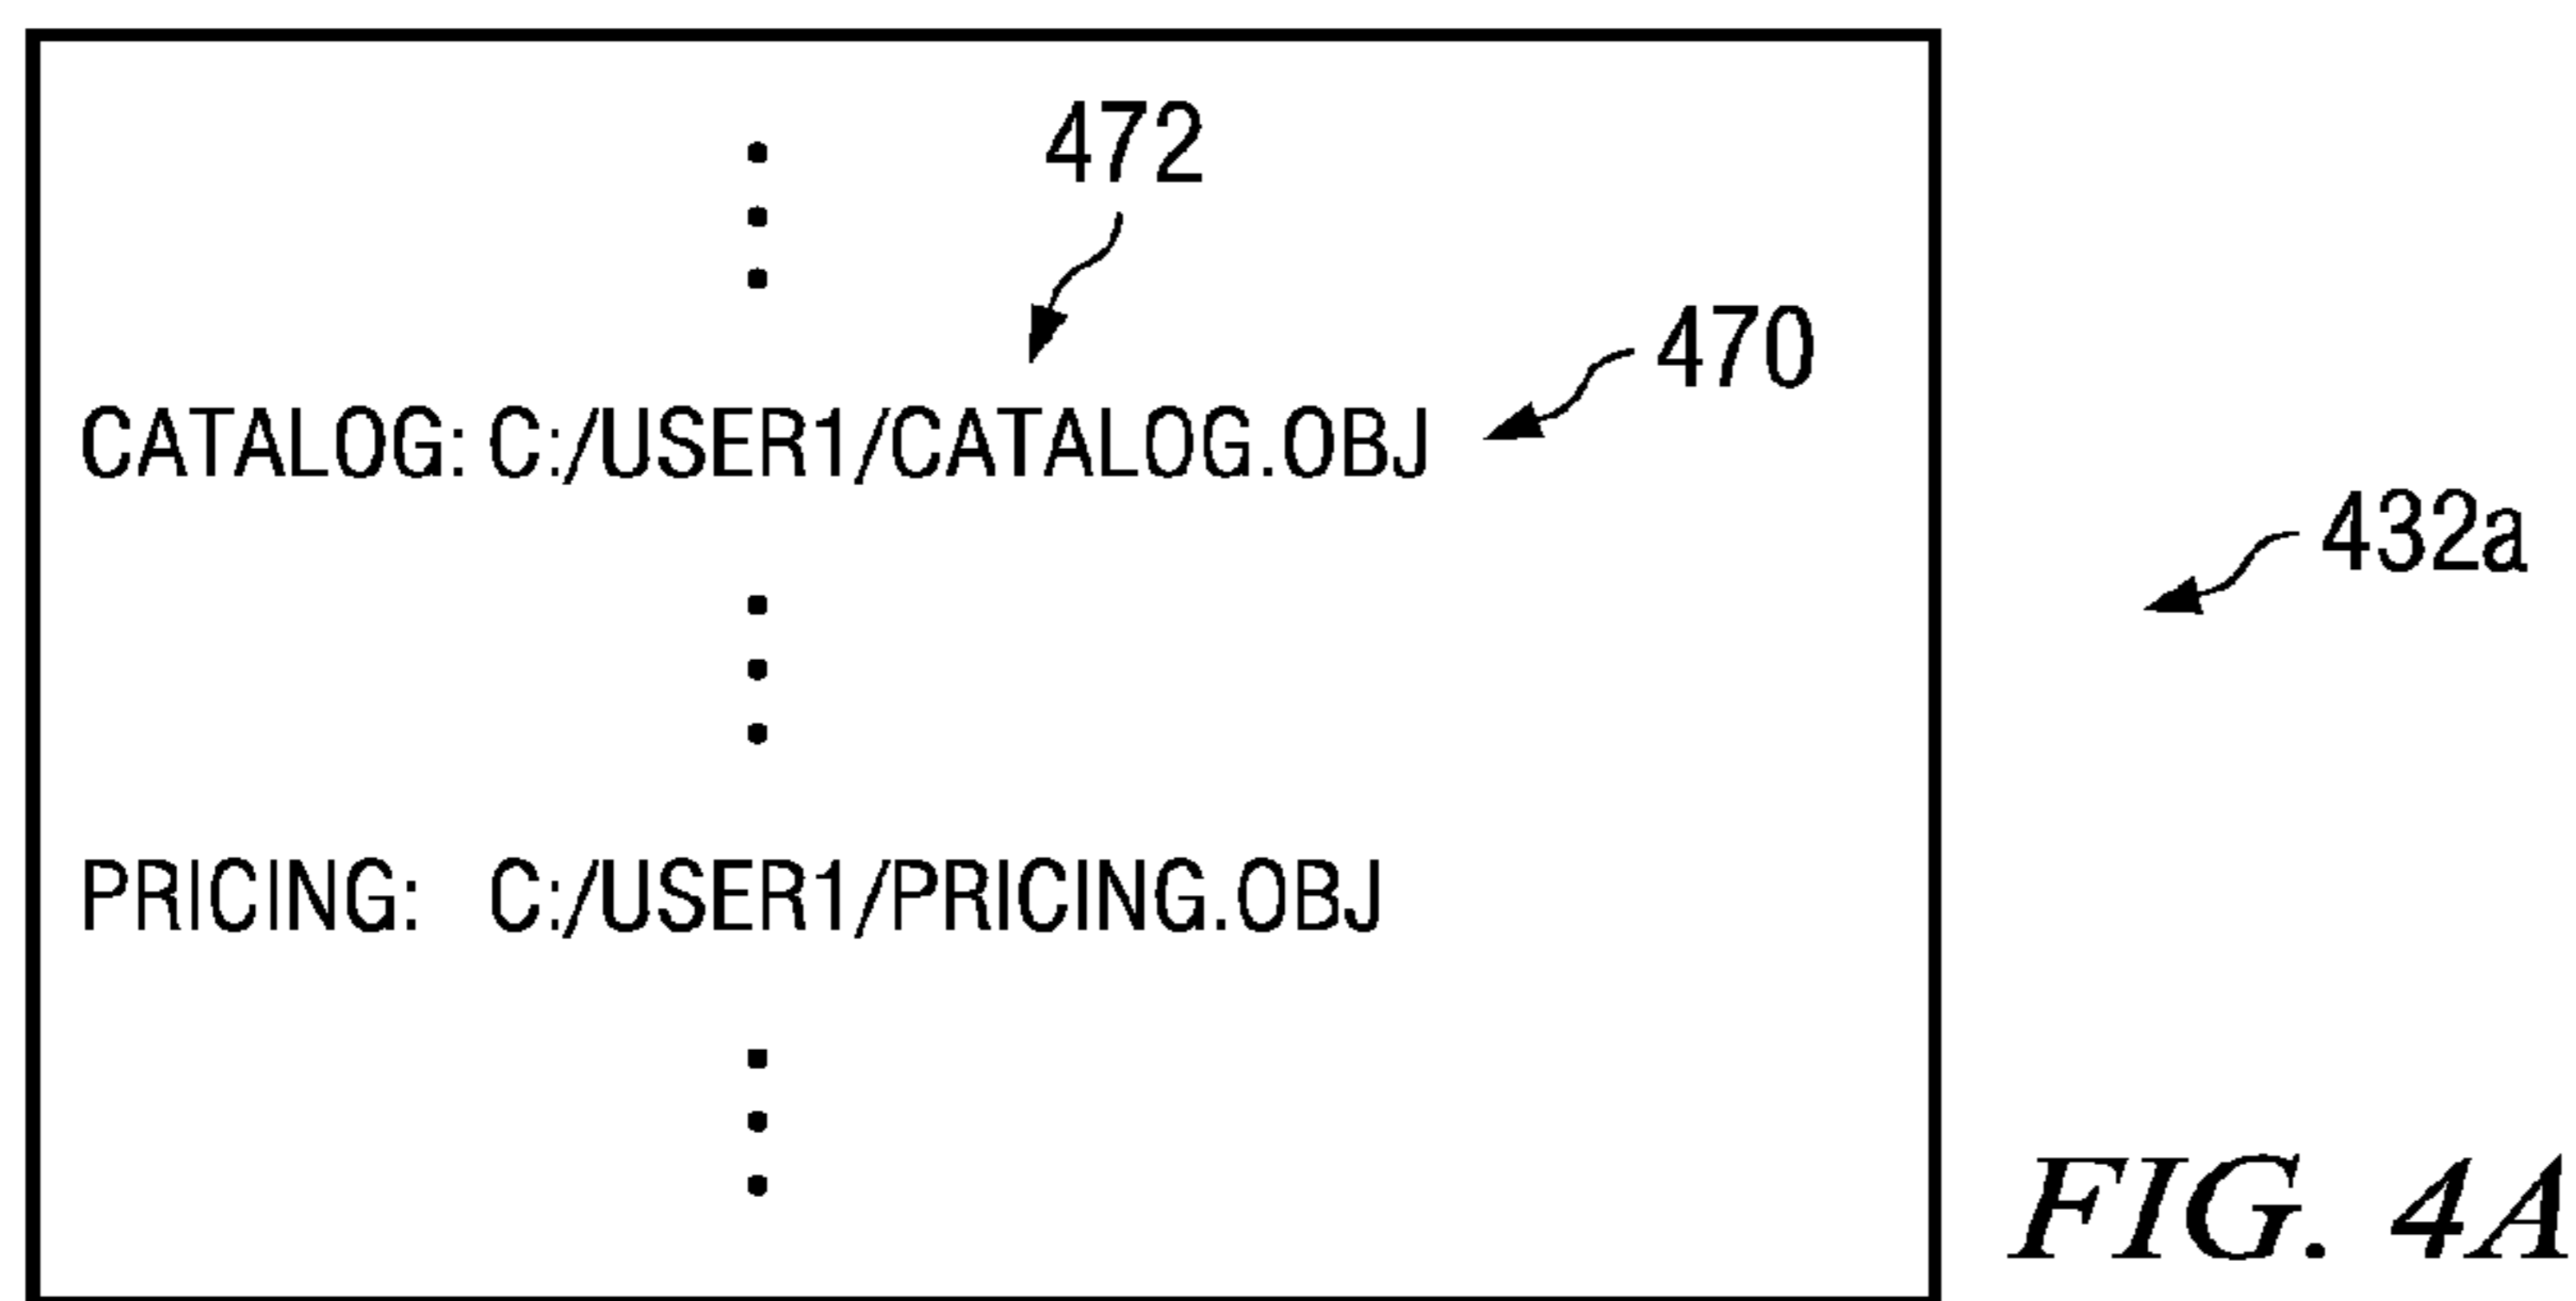 472
470
CATALOG: C:/USER1/CATALOG.OBJ
432a
PRICING: C:/USER1/PRICING.OBJ
FIG. 4A